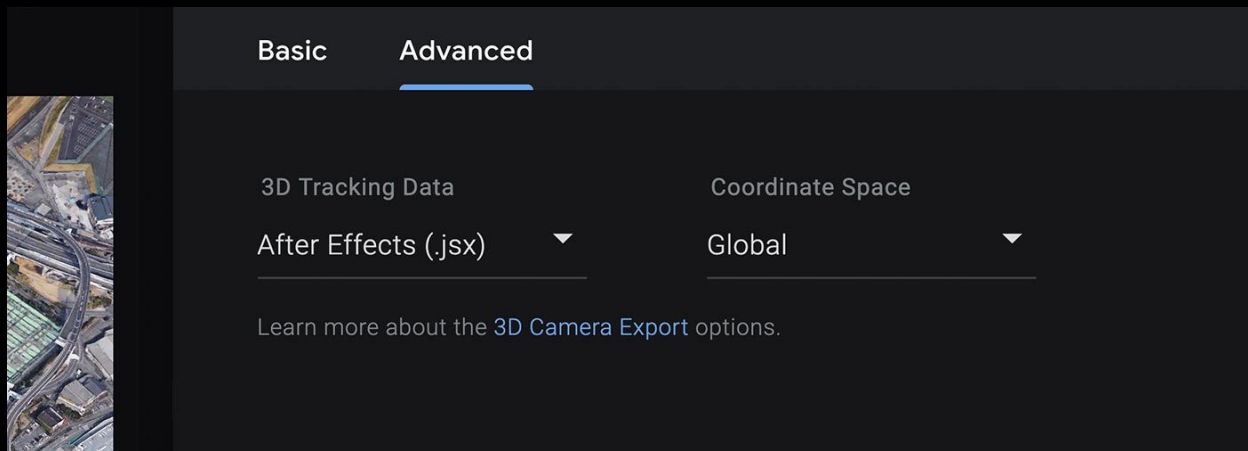 Basic Advanced
3D Tracking Data Coordinate Space
After Effects (.jsx) Global
Learn more about the 3D Camera Export options.